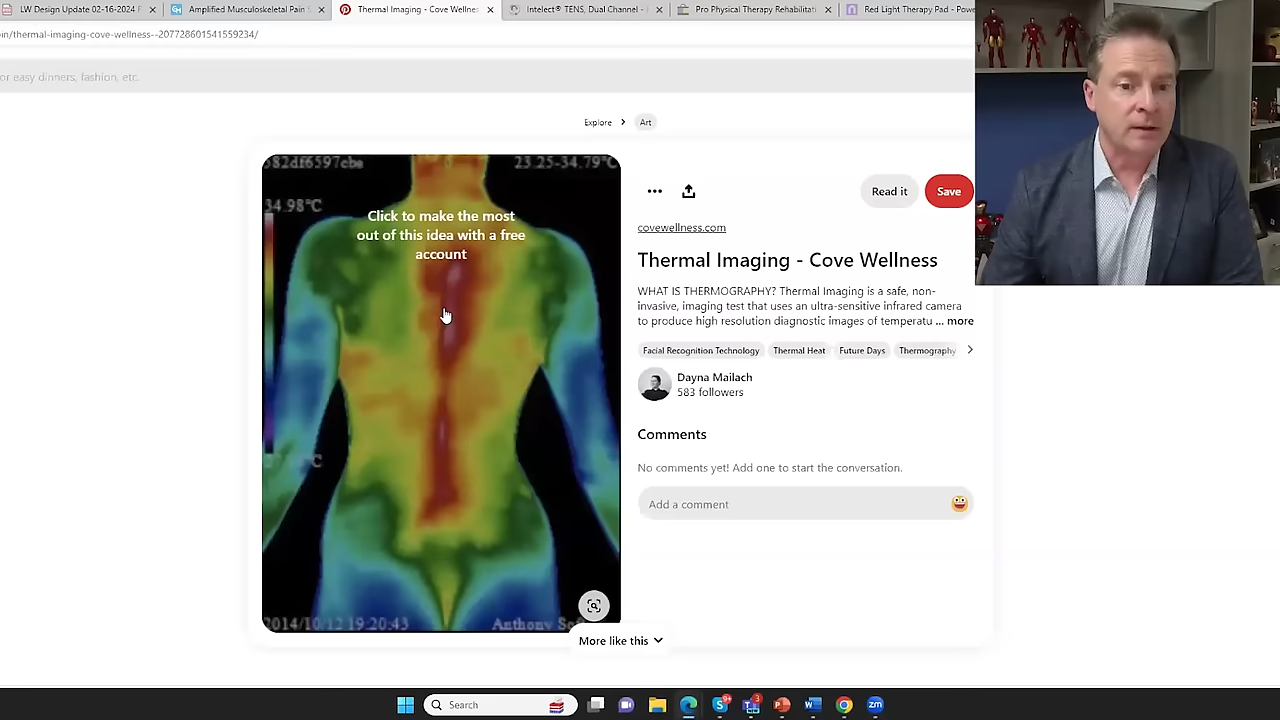 LW Design Update 02-16-2024
Amplified Musculoskeletal Pain S
Thermal Imaging - Cove Wellnes
Intelect® TENS, Dual Channel -
Pro Physical Therapy Rehabilitati
Red Light Therapy Pad - Pow
in/thermal-imaging-cove-wellness--207728601541559234/
or easy dinners, fashion, etc.
Explore > Art
382df6597cbe 23.25-34.79°C
34.98°C
Click to make the most
out of this idea with a free
account
°C
2014/10/12 19:20:43 Anthony
Read it
Save
covewellness.com
Thermal Imaging - Cove Wellness
WHAT IS THERMOGRAPHY? Thermal Imaging is a safe, non-
invasive, imaging test that uses an ultra-sensitive infrared camera
to produce high resolution diagnostic images of temperatu ... more
Facial Recognition Technology Thermal Heat Future Days Thermography
Dayna Mailach
583 followers
Comments
No comments yet! Add one to start the conversation.
Add a comment
More like this
Search